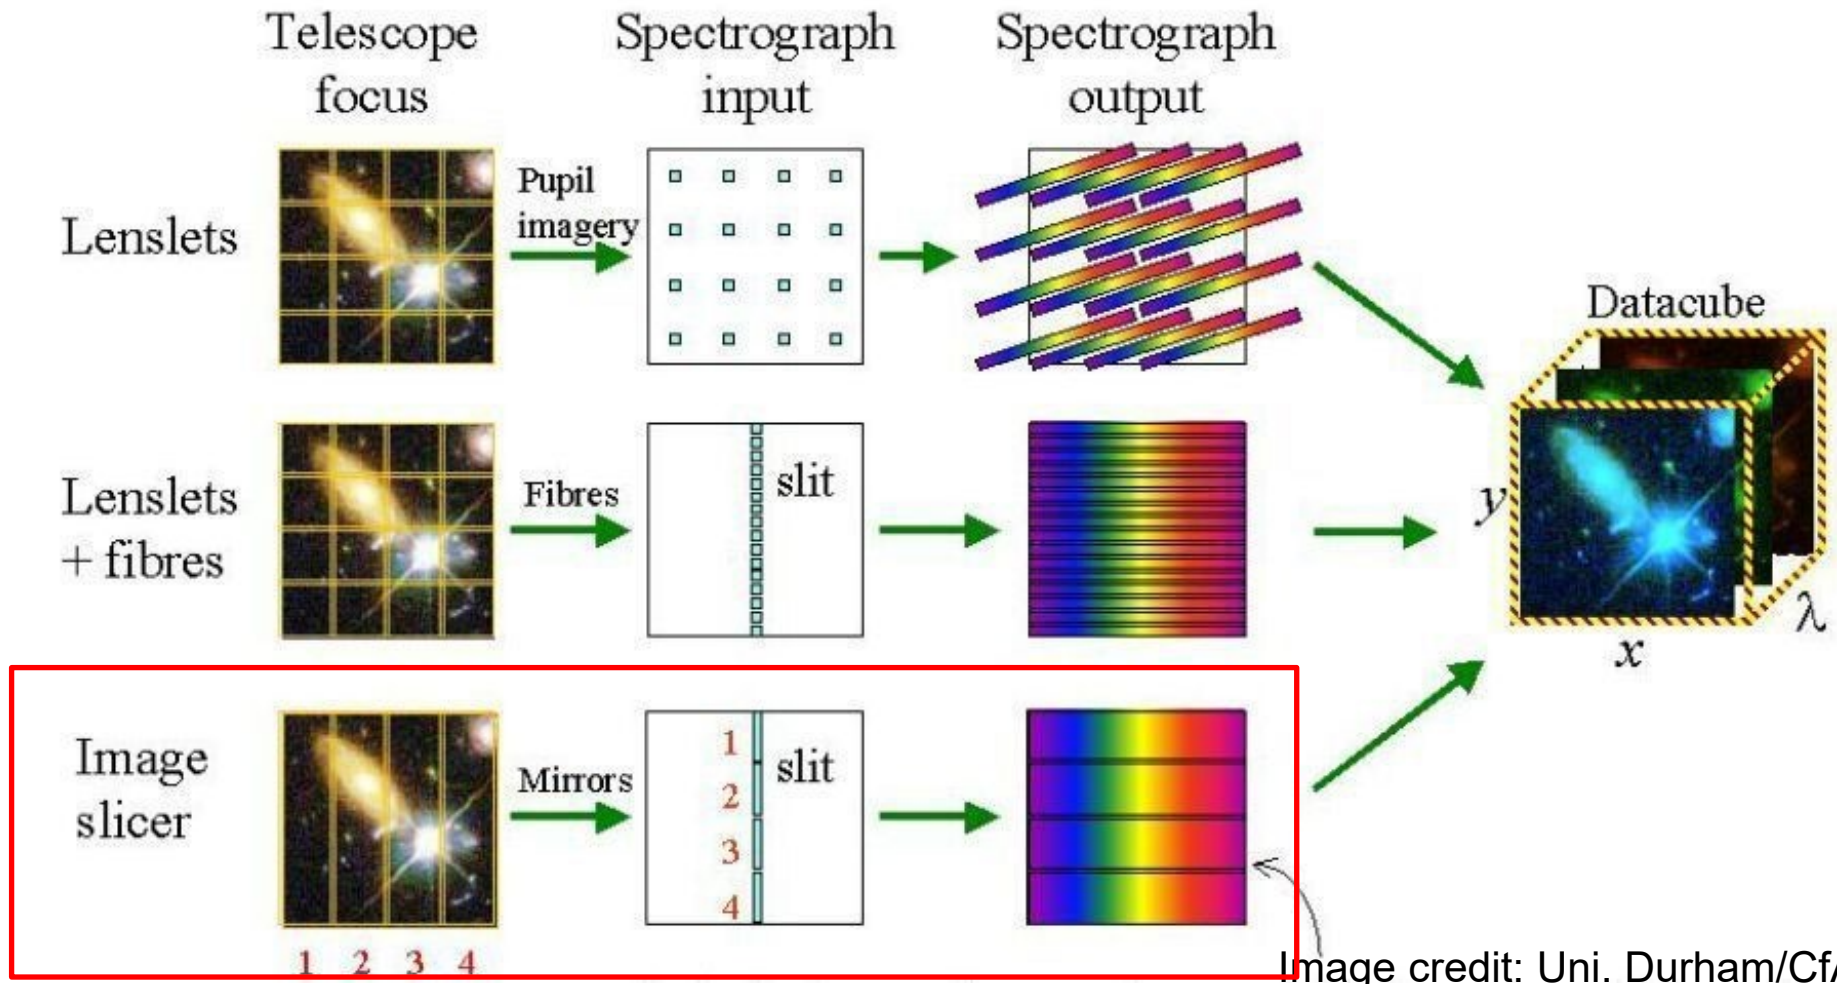 Telescope
focus
Spectrograph
input
Spectrograph
output
Lenslets
Pupil
imagery
Lenslets
+ fibres
Fibres
slit
Image
slicer
Mirrors
1
2
3
4
slit
1 2 3 4
Datacube
y
x
λ
Image credit: Uni. Durham/CfA